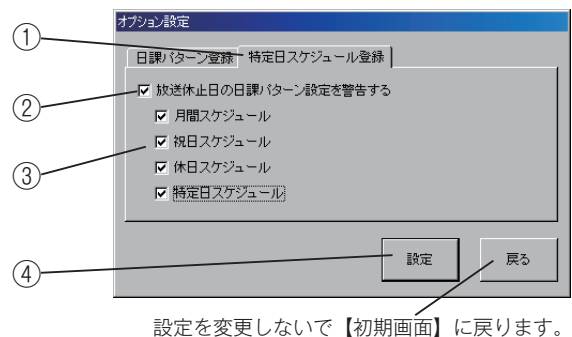 オプション設定
①
日課パターン登録 特定日スケジュール登録
② 放送休止日の日課パターン設定を警告する
月間スケジュール
祝日スケジュール
③
休日スケジュール
特定日スケジュール
④ 設定 戻る
設定を変更しないで【初期画面】に戻ります。